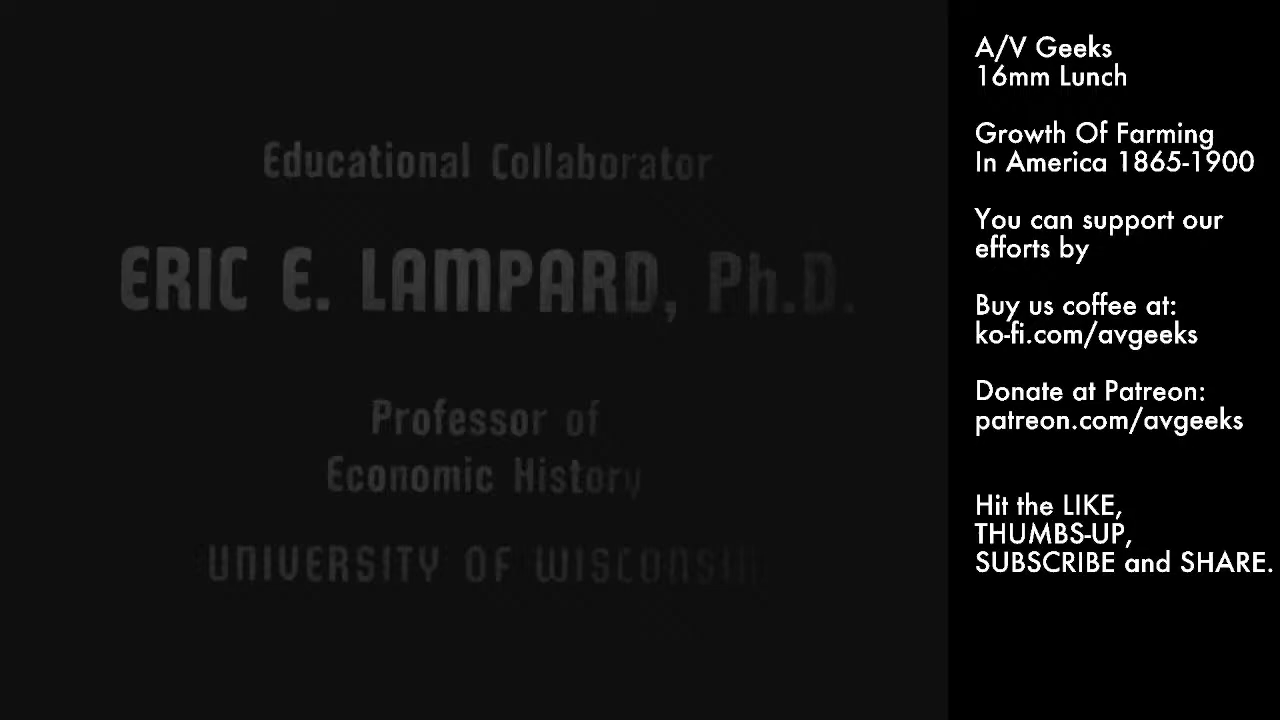 Educational Collaborator
ERIC E. LAMPARD, Ph.D.
Professor of
Economic History
UNIVERSITY OF WISCONSIN
A/V Geeks
16mm Lunch
Growth Of Farming
In America 1865-1900
You can support our
efforts by
Buy us coffee at:
ko-fi.com/avgeeks
Donate at Patreon:
patreon.com/avgeeks
Hit the LIKE,
THUMBS-UP,
SUBSCRIBE and SHARE.